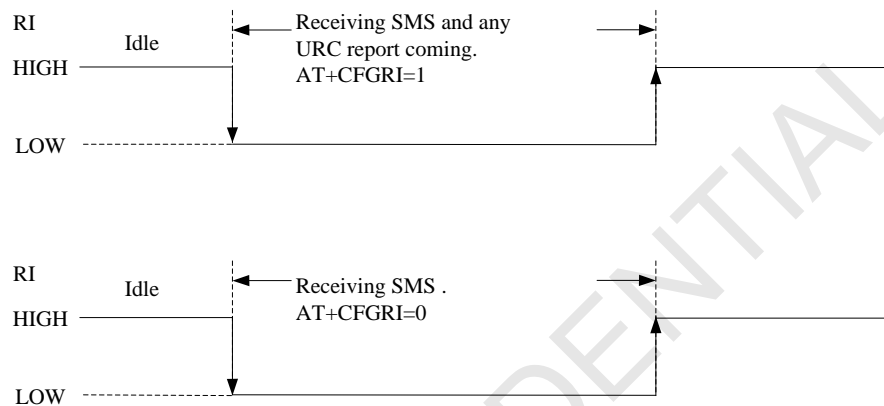 RI
Idle
Receiving SMS and any
URC report coming.
AT+CFGRI=1
HIGH
LOW
RI
Idle
Receiving SMS .
AT+CFGRI=0
HIGH
LOW
DENTIAL